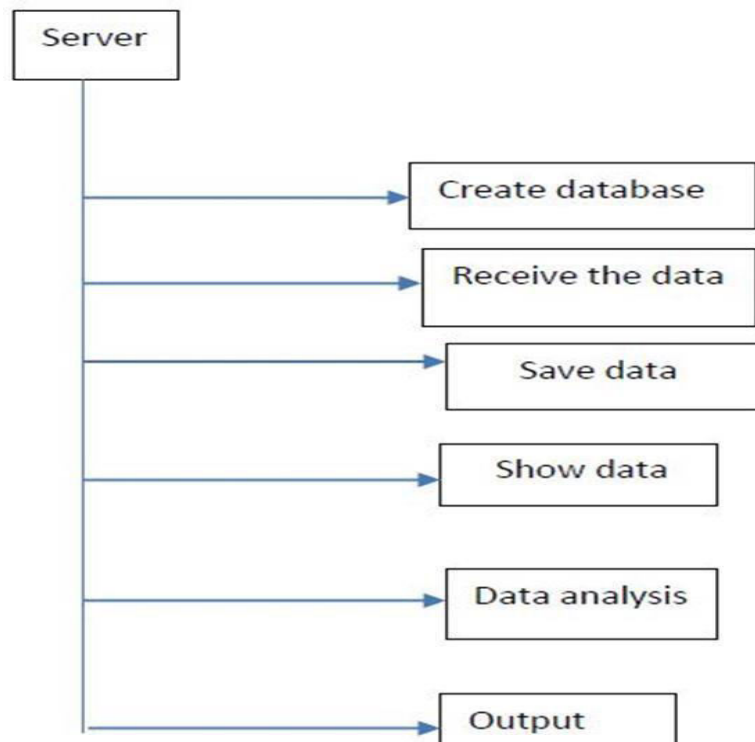 Server
Create database
Receive the data
Save data
Show data
Data analysis
Output